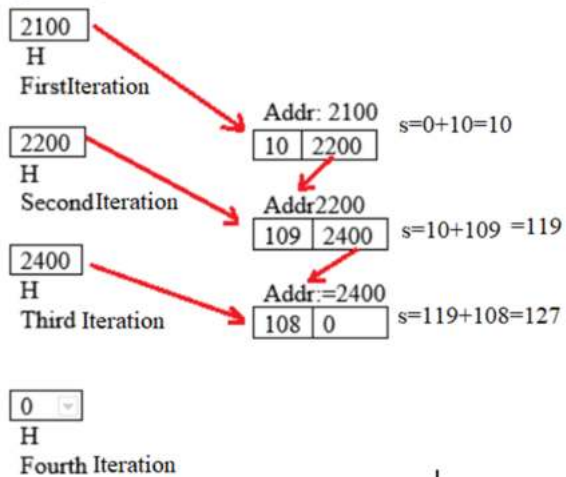 2100
H
FirstIteration
Addr: 2100
s=0+10=10
10 2200
2200
H
SecondIteration
Addr2200
109 2400
s=10+109 =119
2400
H
Third Iteration
Addr:=2400
108 0
s=119+108=127
0
H
Fourth Iteration